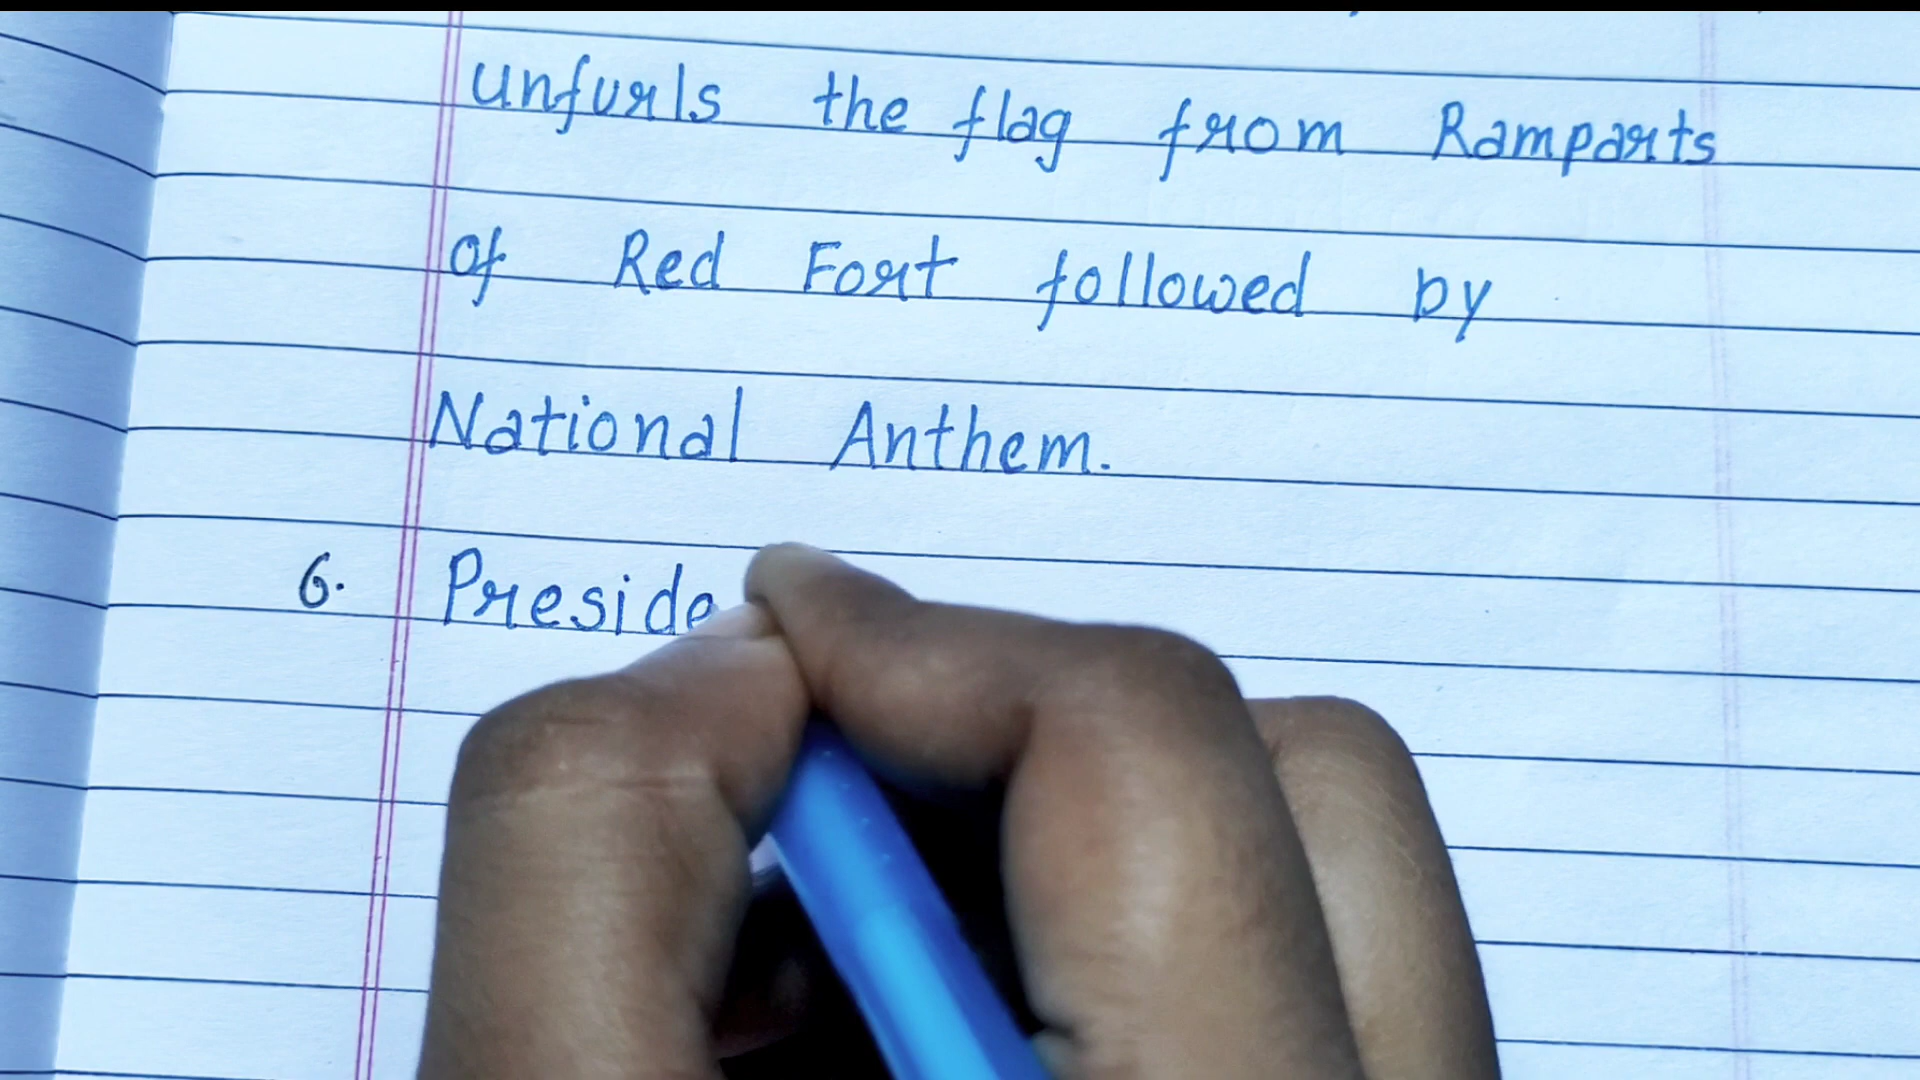 unfurls the flag from Ramparts
of Red Fort followed by
National Anthem.
6. Preside